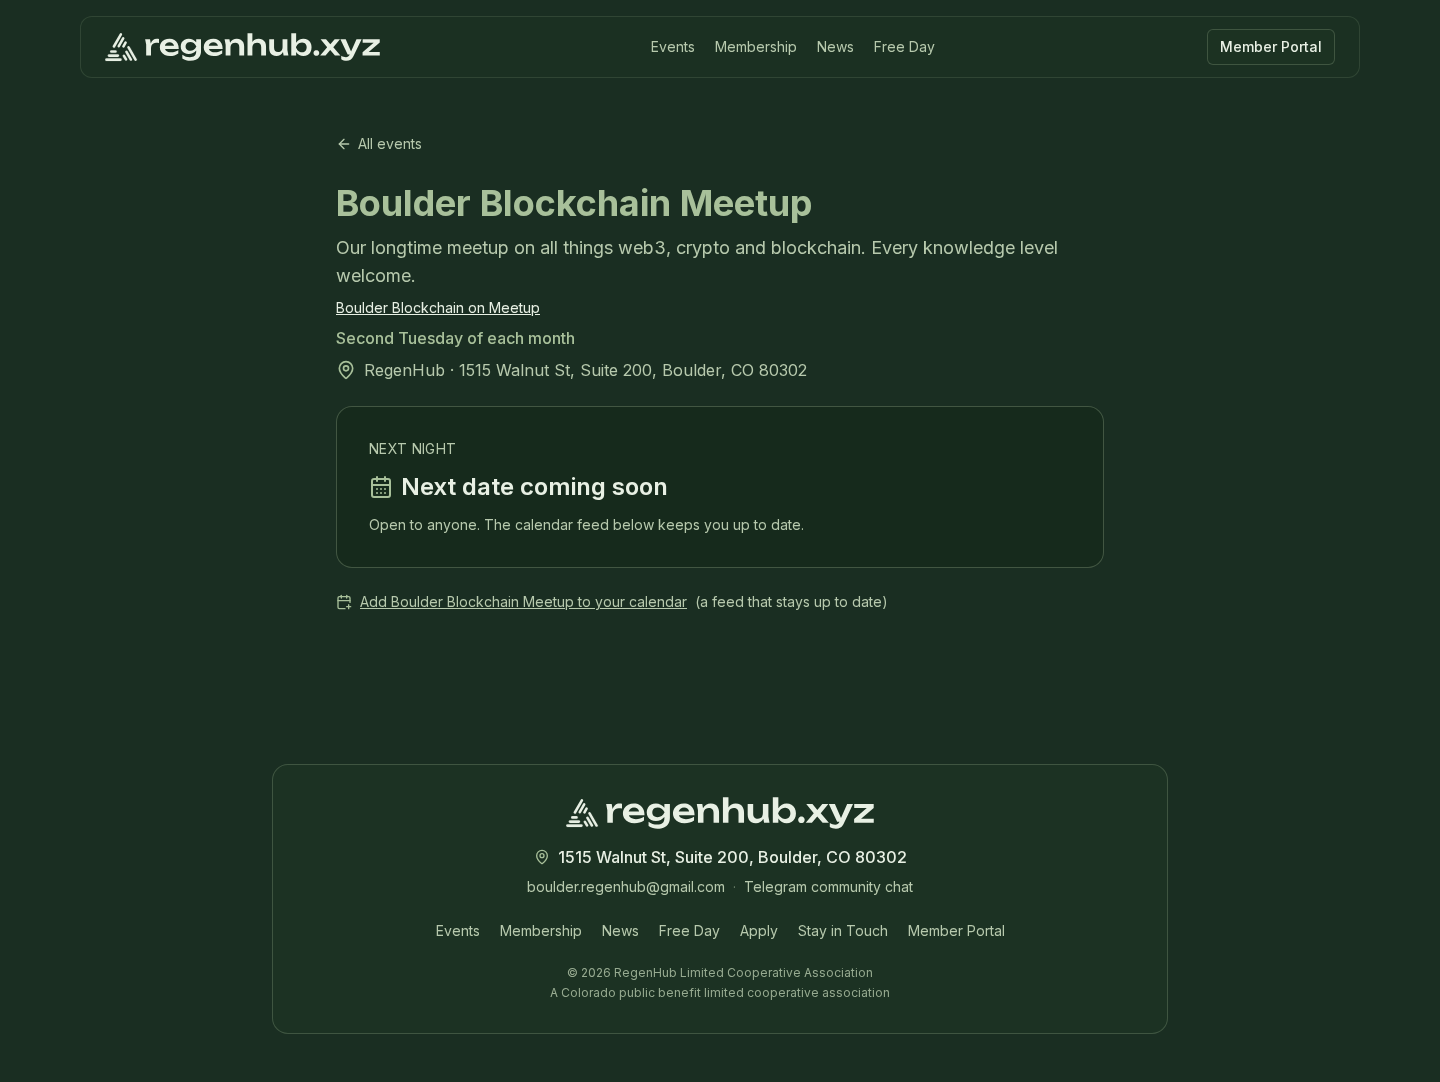 regenhub.xyz
Events
Membership
News
Free Day
Member Portal
All events
Boulder Blockchain Meetup
Our longtime meetup on all things web3, crypto and blockchain. Every knowledge level
welcome.
Boulder Blockchain on Meetup
Second Tuesday of each month
RegenHub · 1515 Walnut St, Suite 200, Boulder, CO 80302
NEXT NIGHT
Next date coming soon
Open to anyone. The calendar feed below keeps you up to date.
Add Boulder Blockchain Meetup to your calendar (a feed that stays up to date)
regenhub.xyz
1515 Walnut St, Suite 200, Boulder, CO 80302
boulder.regenhub@gmail.com · Telegram community chat
Events Membership News Free Day Apply Stay in Touch Member Portal
© 2026 RegenHub Limited Cooperative Association
A Colorado public benefit limited cooperative association